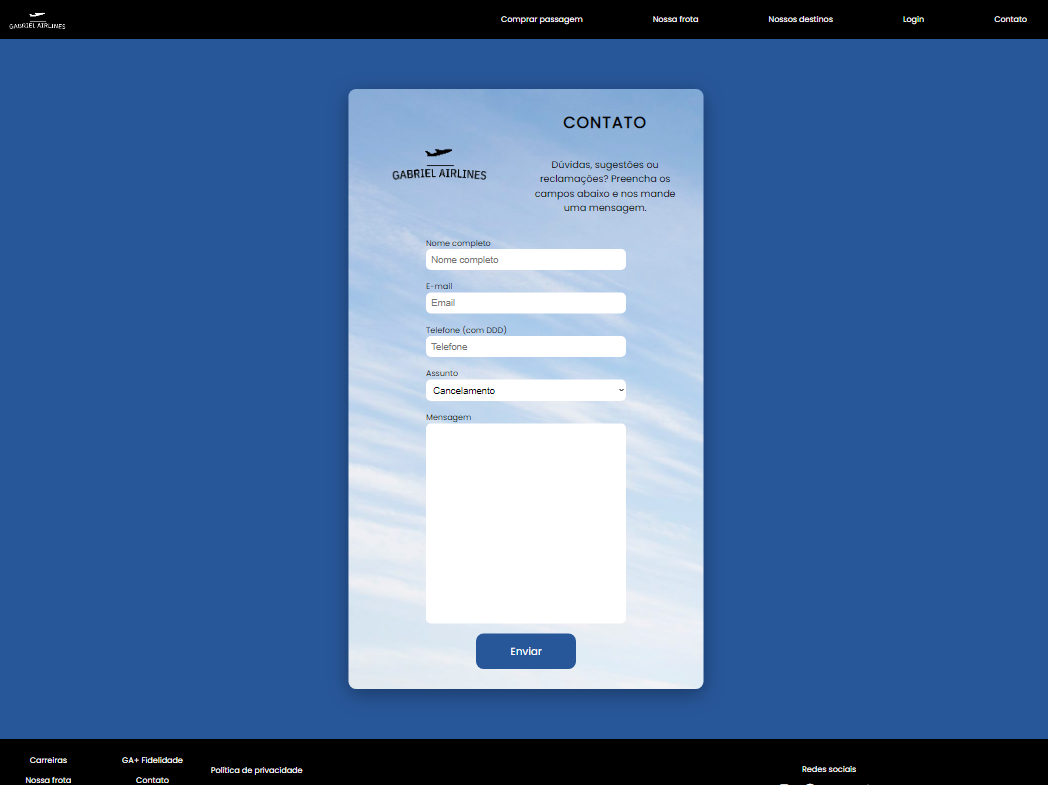 GABRIEL AIRLINES
Comprar passagem
Nossa frota
Nossos destinos
Login
Contato
GABRIEL AIRLINES
CONTATO
Dúvidas, sugestões ou
reclamações? Preencha os
campos abaixo e nos mande
uma mensagem.
Nome completo
Nome completo
E-mail
Email
Telefone (com DDD)
Telefone
Assunto
Cancelamento
Mensagem
Enviar
Carreiras
Nossa frota
GA+ Fidelidade
Contato
Política de privacidade
Redes sociais